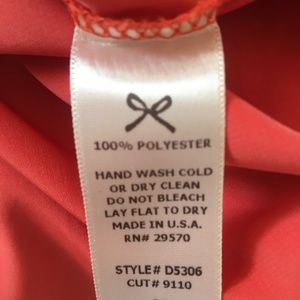 100% POLYESTER
HAND WASH COLD
OR DRY CLEAN
DO NOT BLEACH
LAY FLAT TO DRY
MADE IN U.S.A.
RN# 29570
STYLE# D5306
CUT# 9110